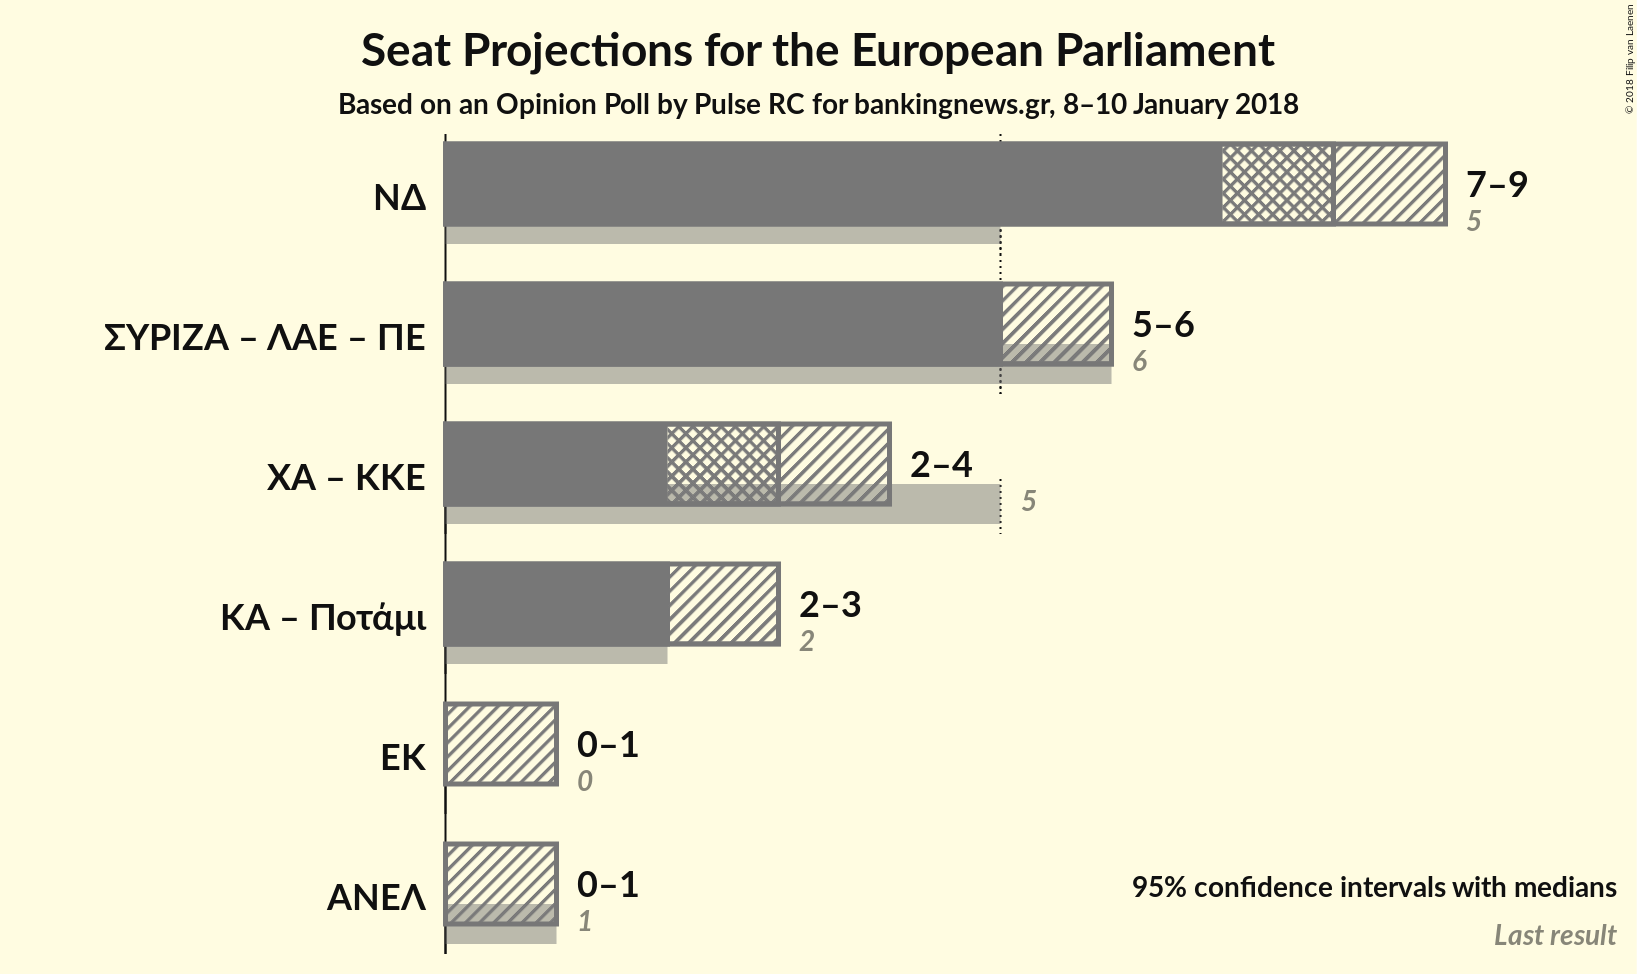 Seat Projections for the European Parliament
Based on an Opinion Poll by Pulse RC for bankingnews.gr, 8–10 January 2018
© 2018 Filip van Laenen
ΝΔ
7–9
5
ΣΥΡΙΖΑ – ΛΑΕ – ΠΕ
5–6
6
ΧΑ – ΚΚΕ
2–4
5
ΚΑ – Ποτάμι
2–3
2
ΕΚ
0–1
0
ΑΝΕΛ
0–1
1
95% confidence intervals with medians
Last result